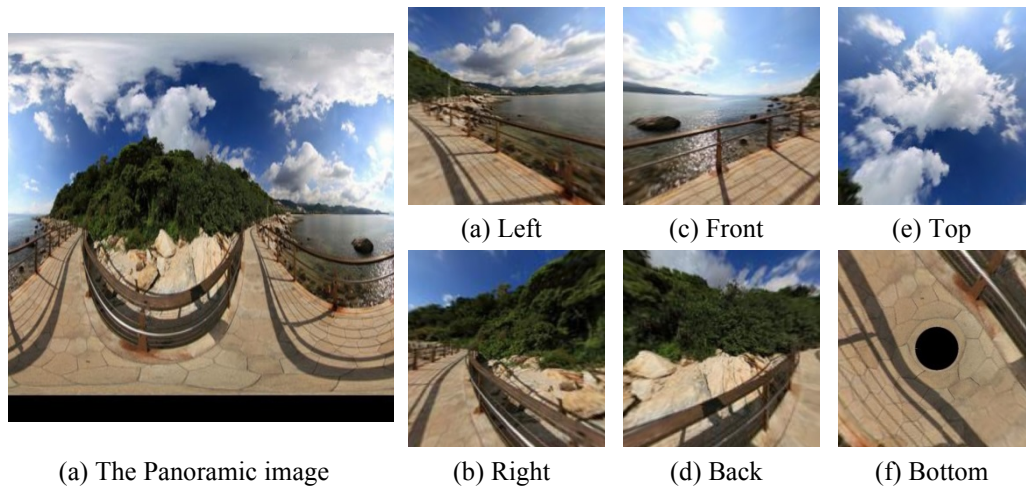 (a) Left
(c) Front
(e) Top
(a) The Panoramic image
(b) Right
(d) Back
(f) Bottom